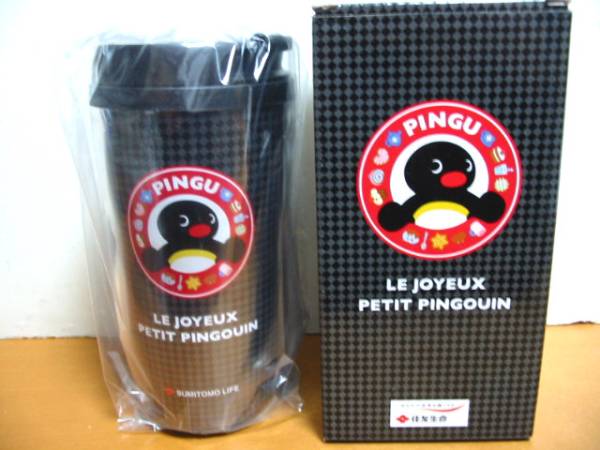 PINGU
LE JOYEUX
PETIT PINGOUIN
SUMITOMO LIFE
PINGU
LE JOYEUX
PETIT PINGOUIN
住友生命